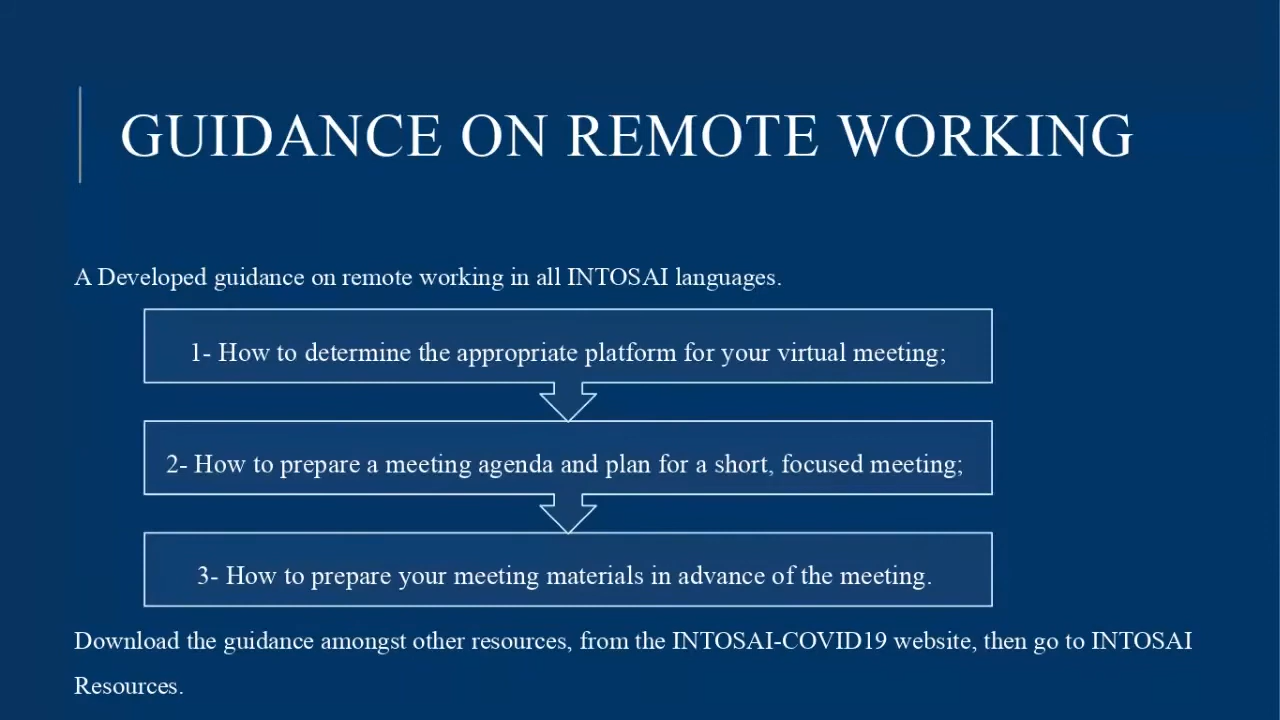 GUIDANCE ON REMOTE WORKING
A Developed guidance on remote working in all INTOSAI languages.
1- How to determine the appropriate platform for your virtual meeting;
2- How to prepare a meeting agenda and plan for a short, focused meeting;
3- How to prepare your meeting materials in advance of the meeting.
Download the guidance amongst other resources, from the INTOSAI-COVID19 website, then go to INTOSAI
Resources.